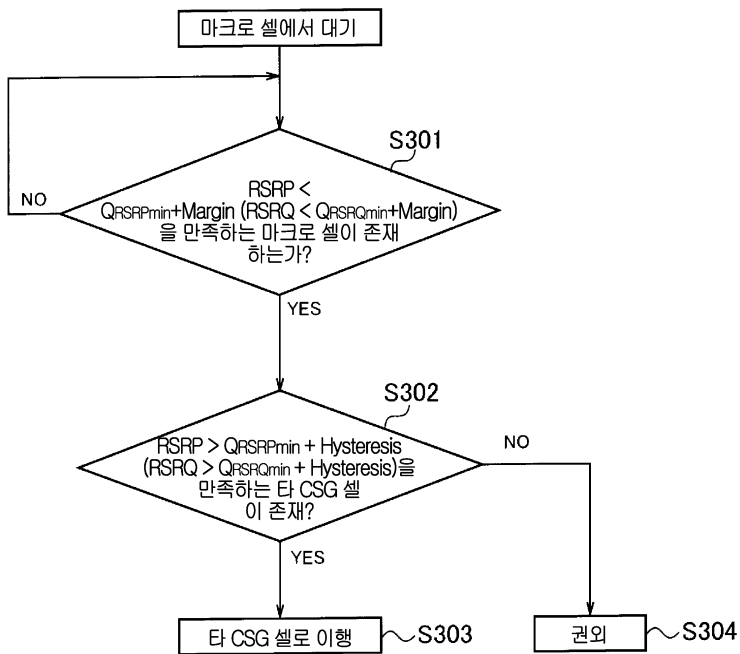 마크로 셀에서 대기
S301
RSRP <
QRSRPmin+Margin (RSRQ < QRSRQmin+Margin)
을 만족하는 마크로 셀이 존재
하는가?
NO
YES
S302
RSRP > QRSRPmin + Hysteresis
(RSRQ > QRSRQmin + Hysteresis)을
만족하는 타 CSG 셀
이 존재?
NO
YES
타 CSG 셀로 이행
S303
권외
S304